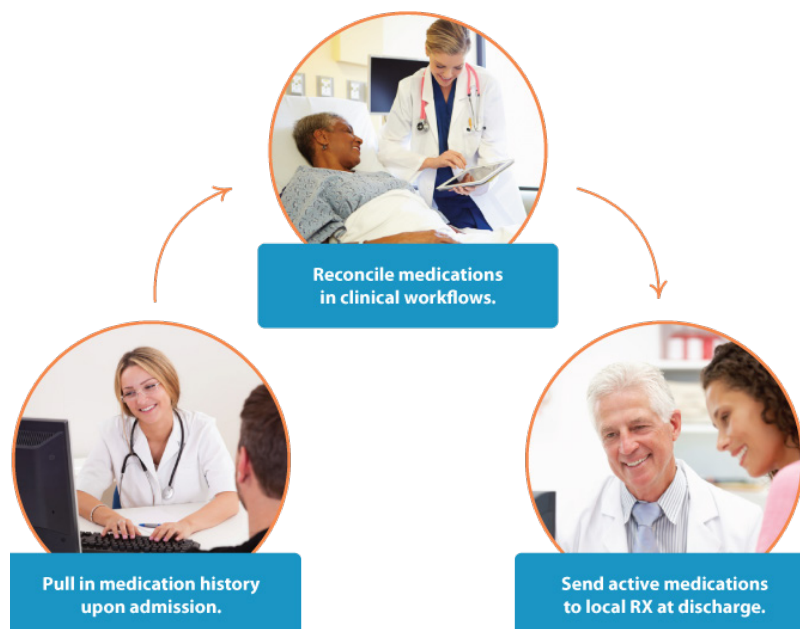 Reconcile medications
in clinical workflows.
Pull in medication history
upon admission.
Send active medications
to local RX at discharge.